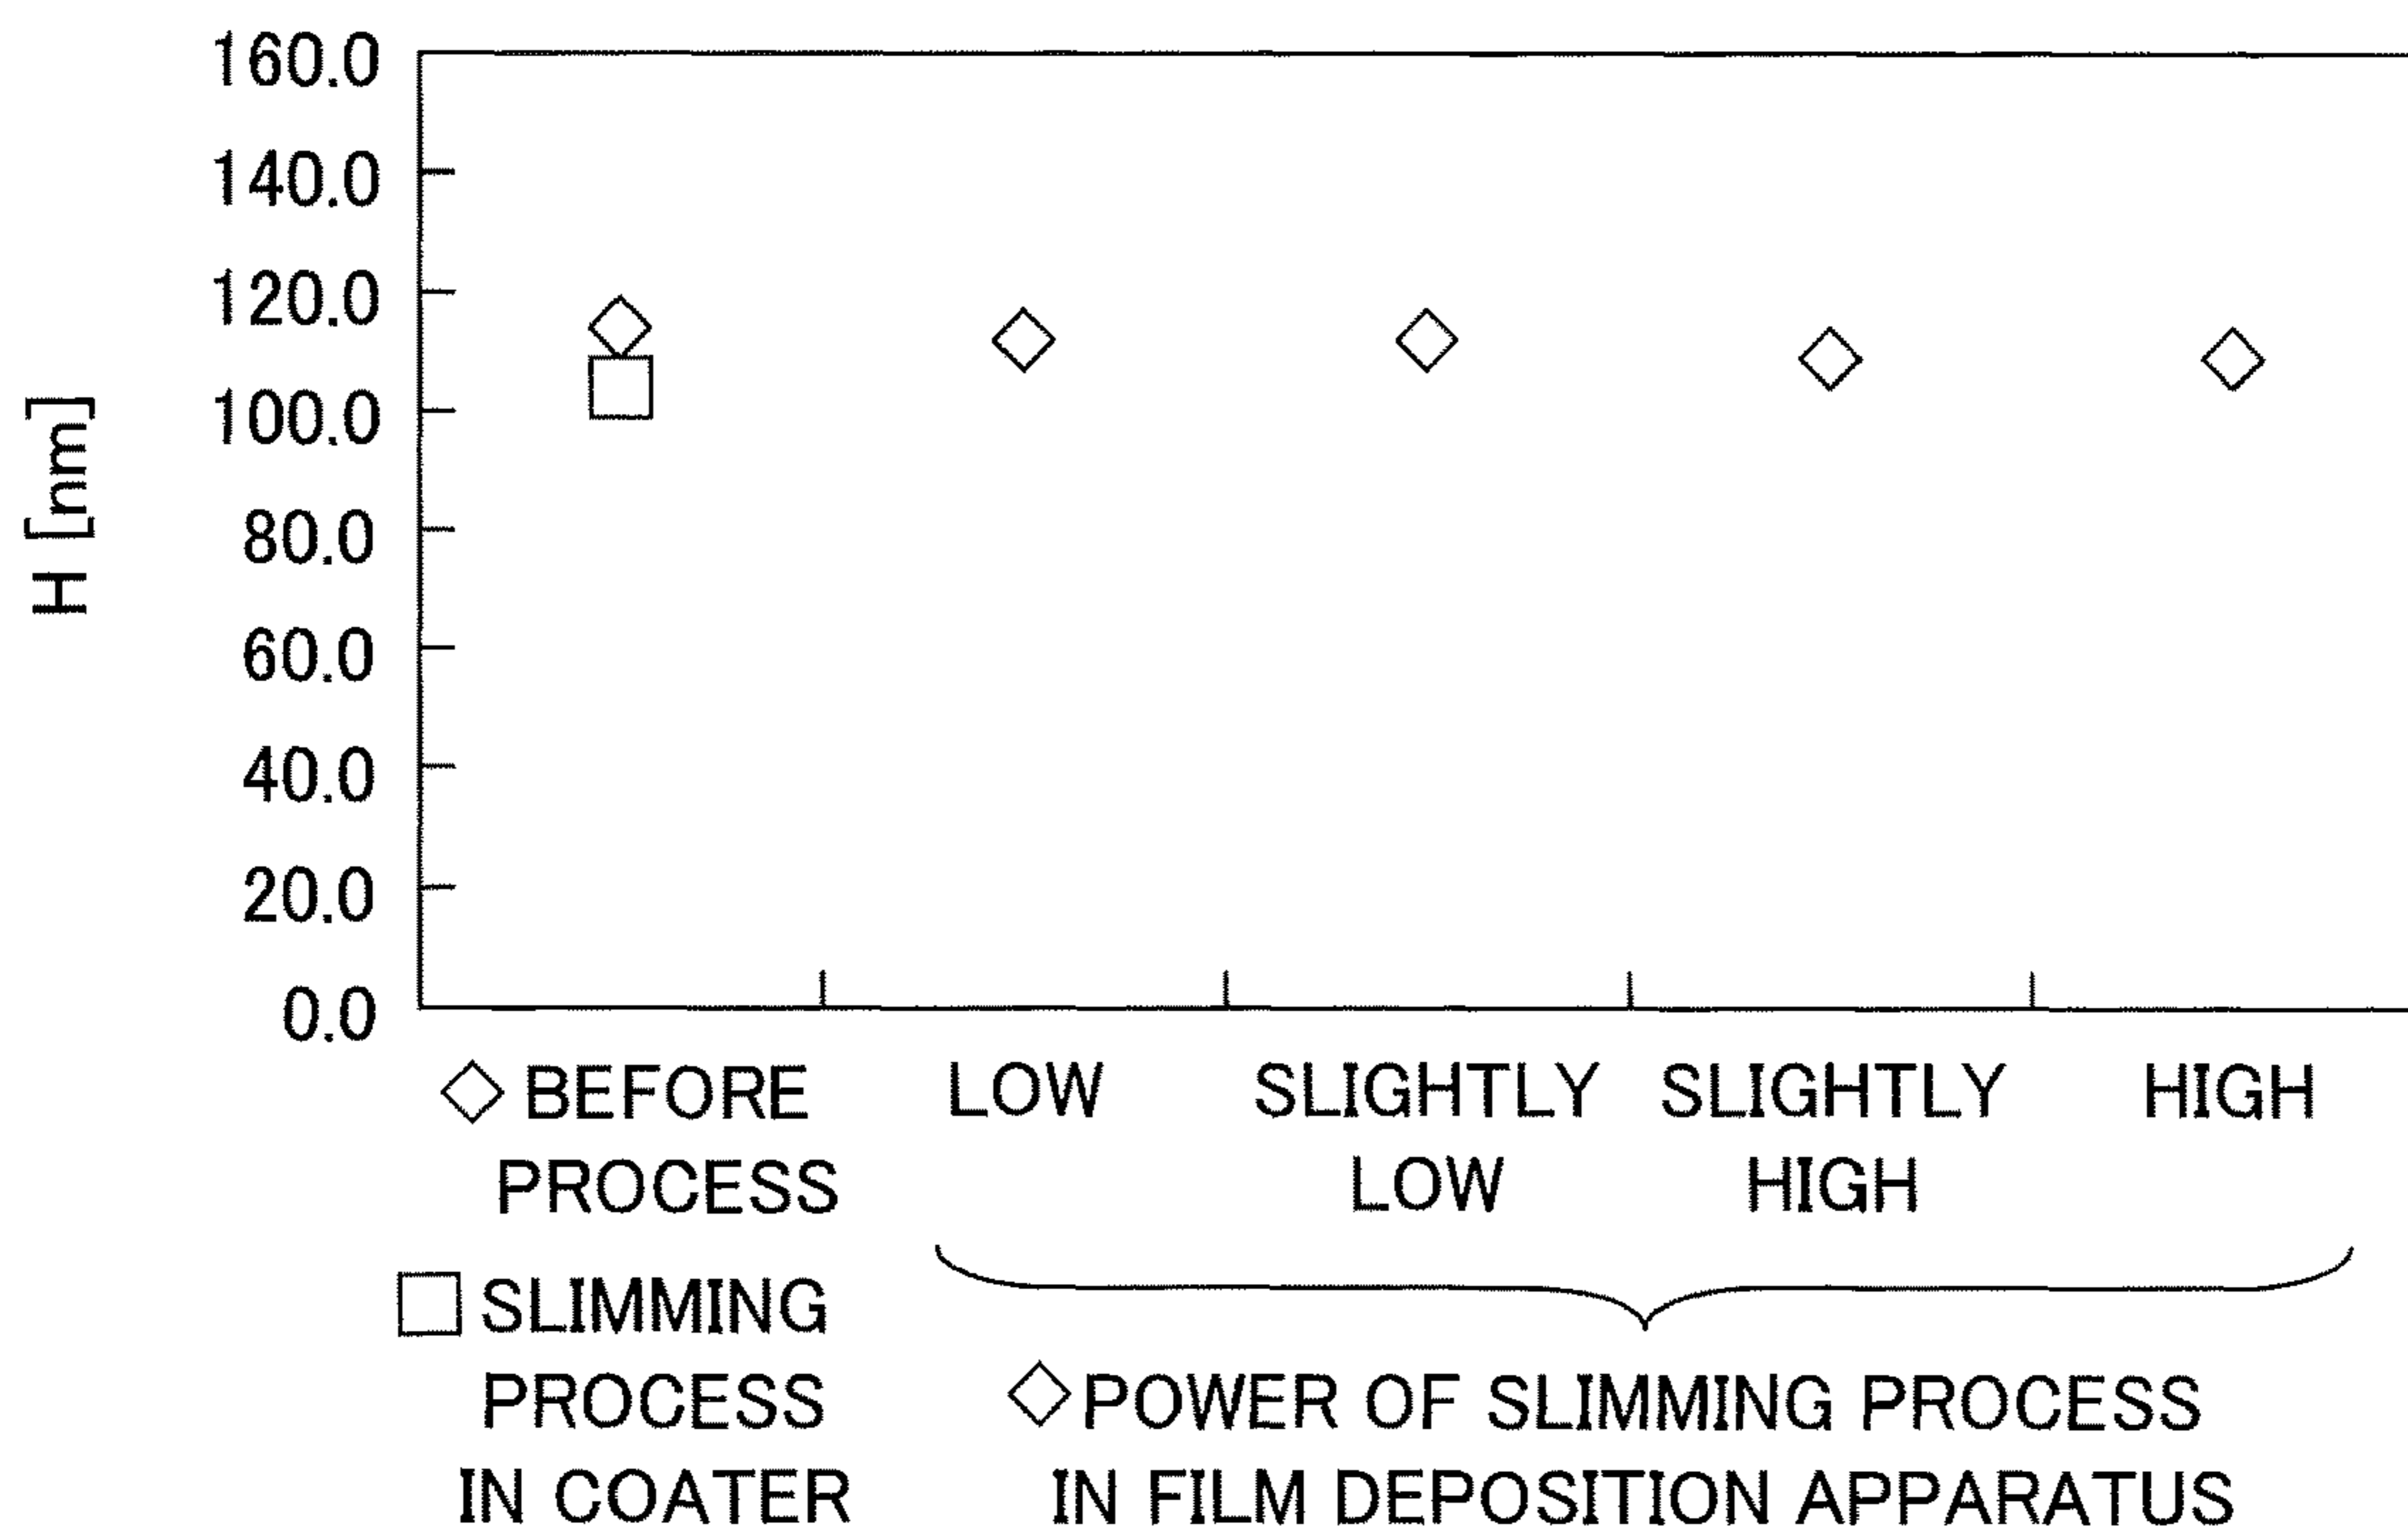 160.0
140.0
120.0
100.0
80.0
60.0
40.0
20.0
0.0
H [nm]
BEFORE
PROCESS
SLIMMING
PROCESS
IN COATER
LOW
SLIGHTLY
LOW
SLIGHTLY
HIGH
HIGH
POWER OF SLIMMING PROCESS
IN FILM DEPOSITION APPARATUS